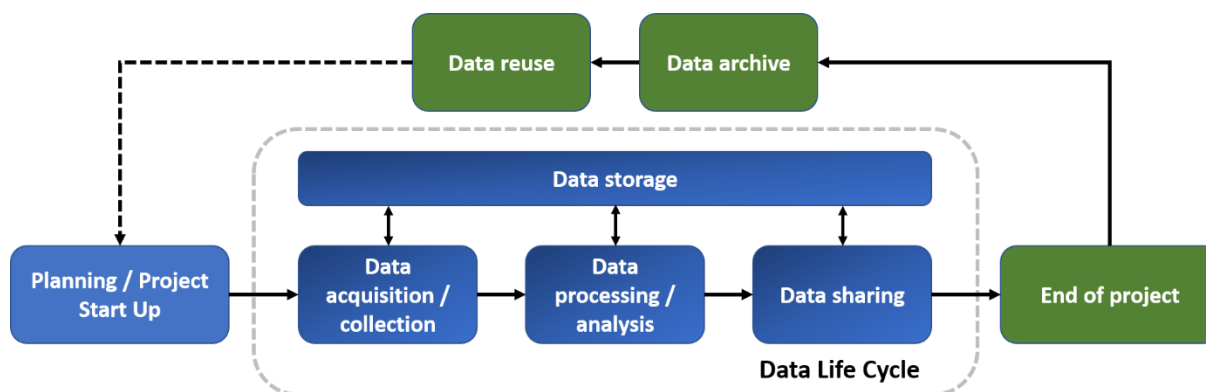 Data reuse
Data archive
Data storage
Planning / Project
Start Up
Data
acquisition /
collection
Data
processing /
analysis
Data sharing
End of project
Data Life Cycle